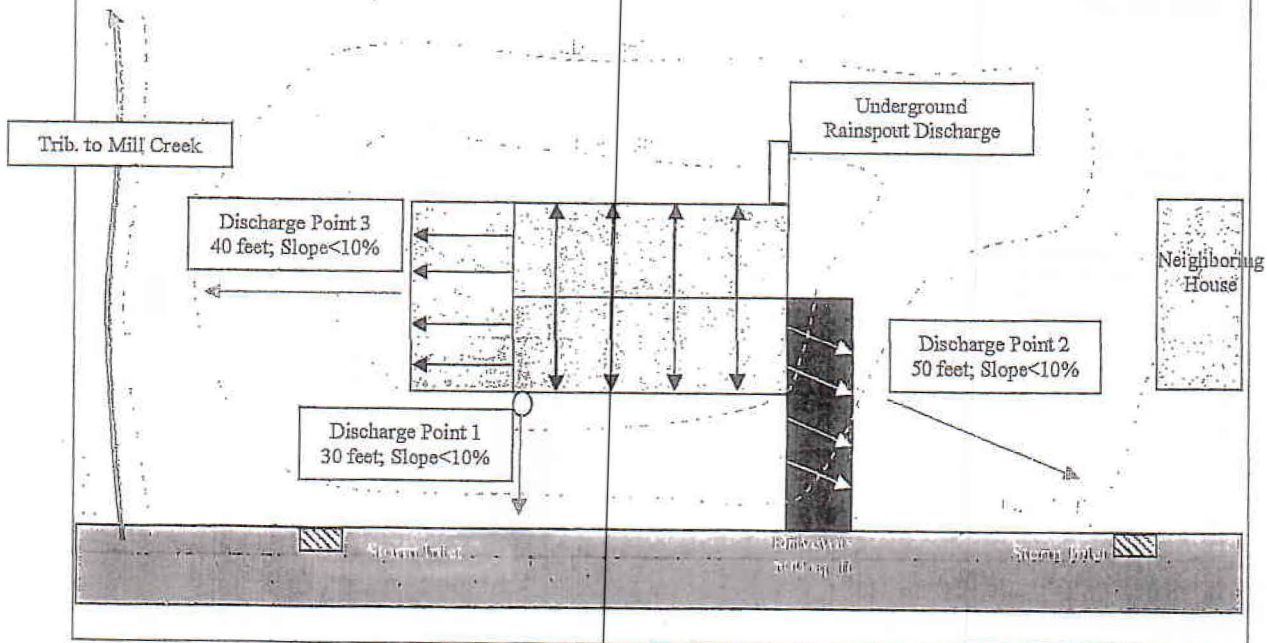 Underground
Rainspout Discharge
Trib. to Mill Creek
Discharge Point 3
40 feet; Slope<10%
Neighboring
House
Discharge Point 2
50 feet; Slope<10%
Discharge Point 1
30 feet; Slope<10%
Storm Inlet
Storm Inlet